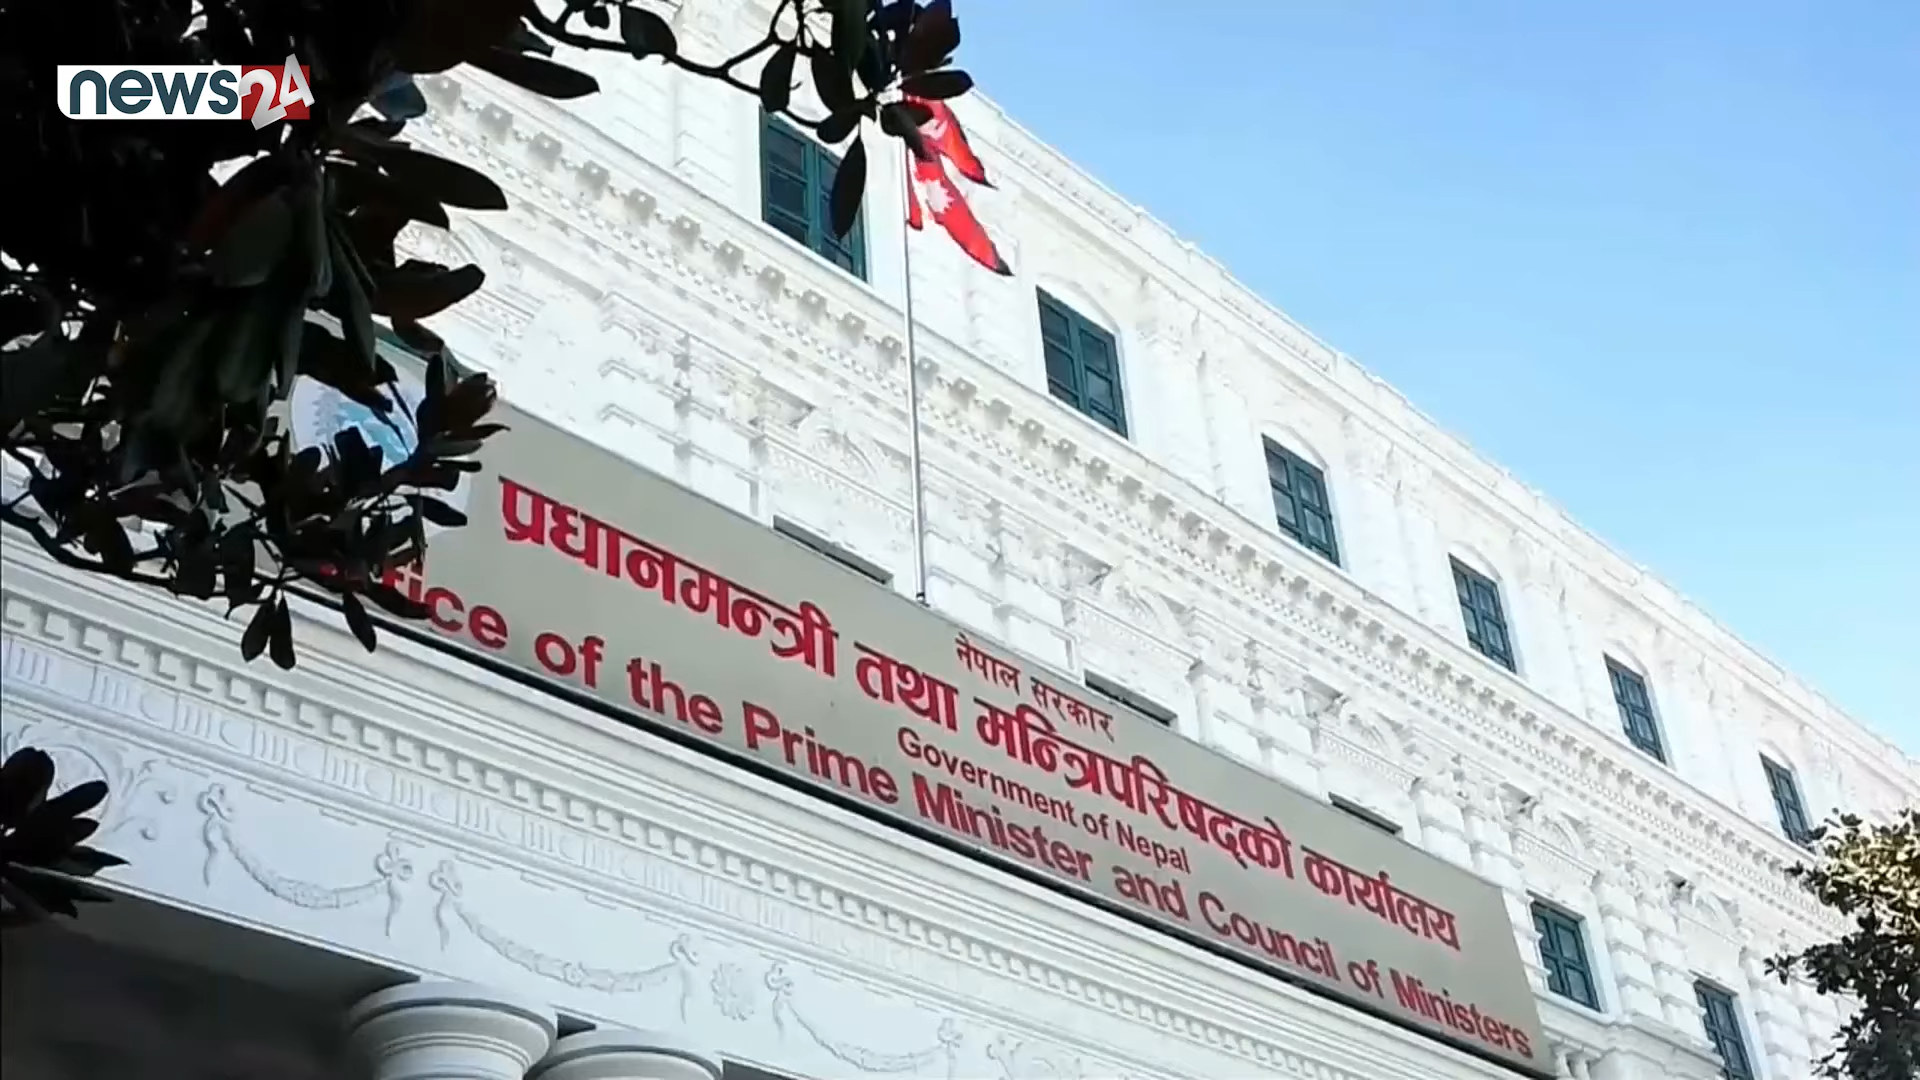 news24
नेपाल सरकार
प्रधानमन्त्री तथा मन्त्रिपरिषद्को कार्यालय
Government of Nepal
Office of the Prime Minister and Council of Ministers